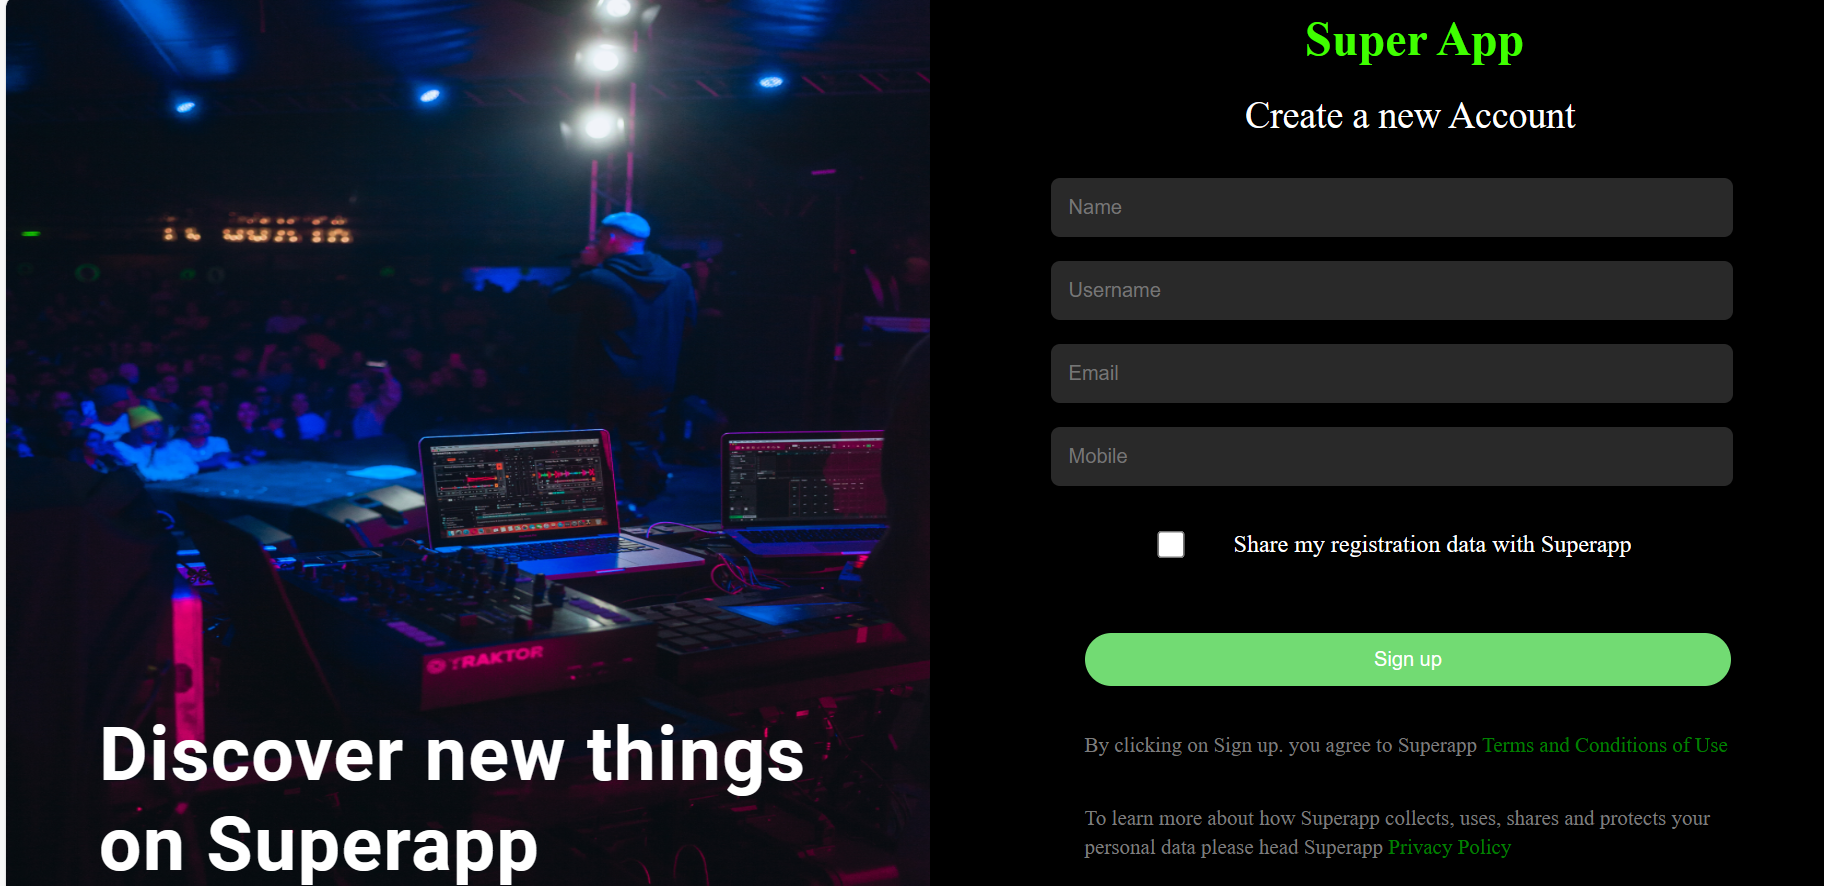 Super App
Create a new Account
Name
Username
Email
Mobile
Share my registration data with Superapp
Sign up
By clicking on Sign up. you agree to Superapp Terms and Conditions of Use
To learn more about how Superapp collects, uses, shares and protects your
personal data please head Superapp Privacy Policy
TRAKTOR
Discover new things
on Superapp